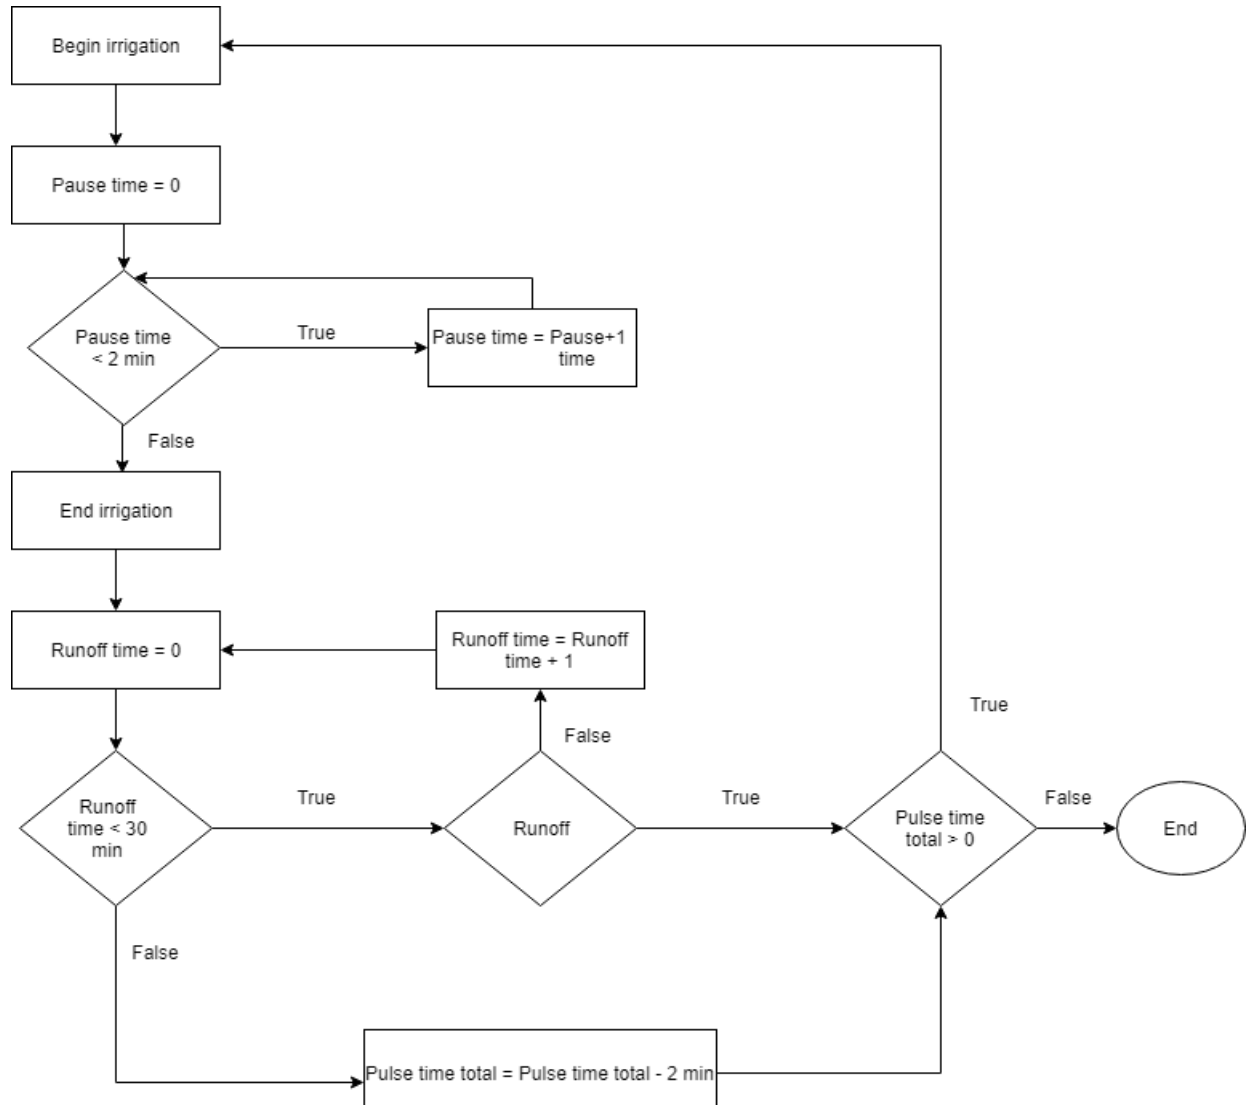 Begin irrigation
Pause time = 0
Pause time
< 2 min
True
Pause time = Pause+1
time
False
End irrigation
Runoff time = 0
Runoff time = Runoff
time + 1
False
True
Runoff
time < 30
min
True
Runoff
True
Pulse time
total > 0
False
End
False
Pulse time total = Pulse time total - 2 min